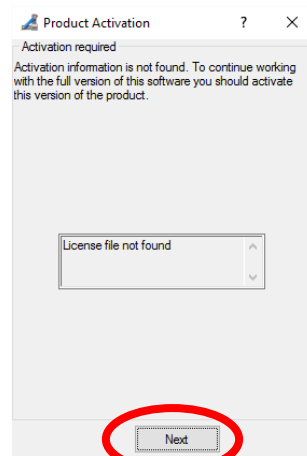 Product Activation ? ×
Activation required
Activation information is not found. To continue working
with the full version of this software you should activate
this version of the product.
License file not found
Next